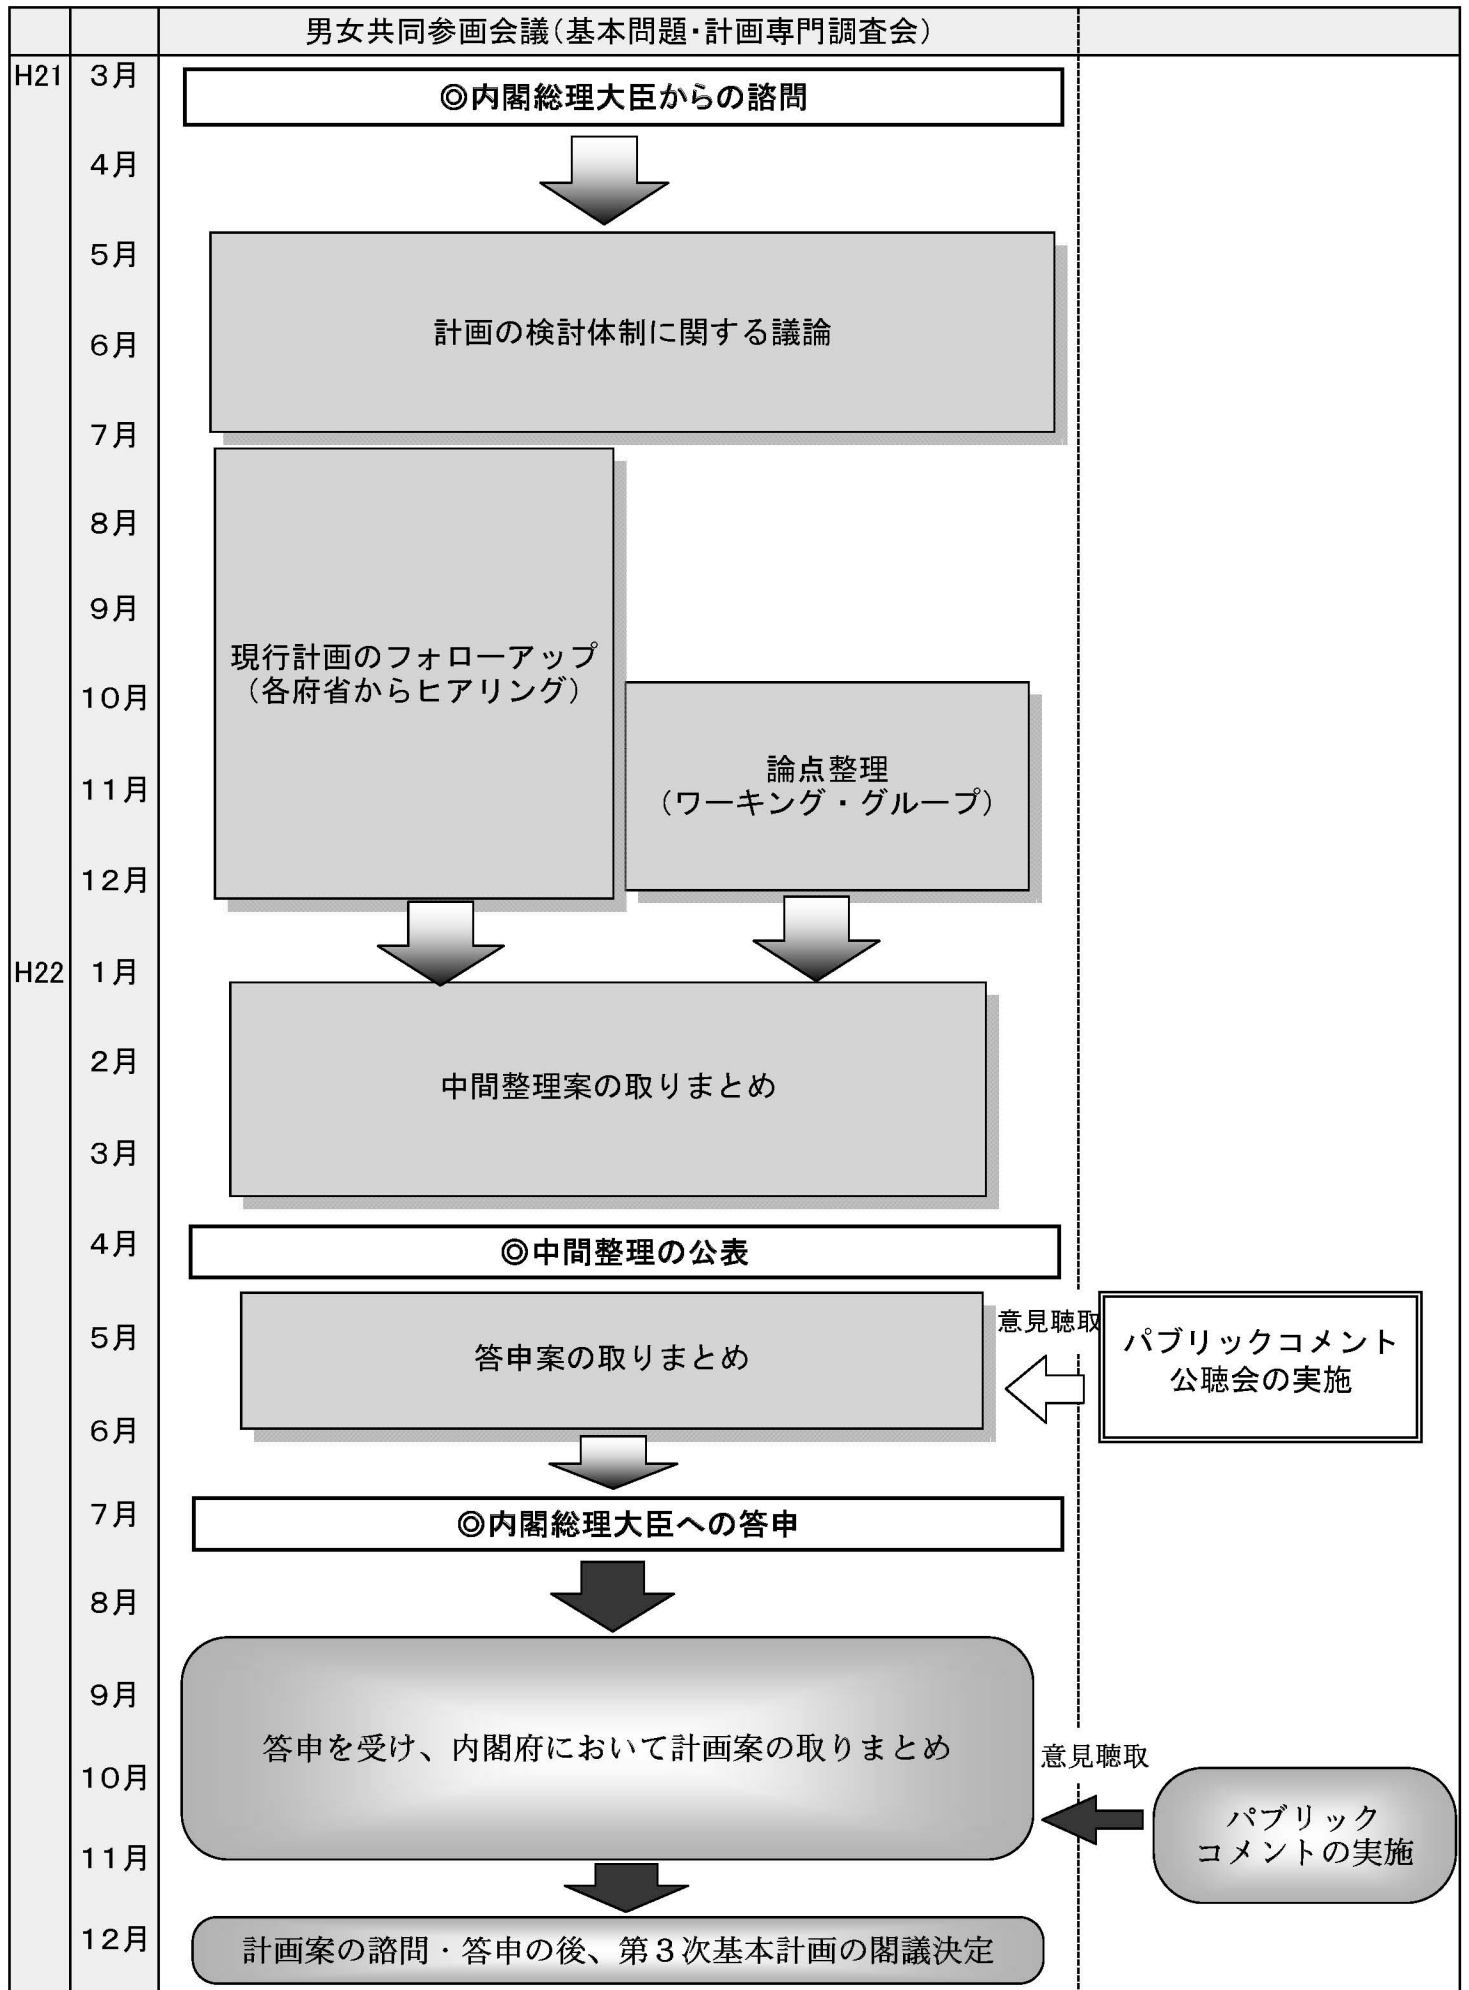 男女共同参画会議(基本問題・計画専門調査会)
H21
3月
◎内閣総理大臣からの諮問
4月
5月
計画の検討体制に関する議論
6月
7月
8月
9月
現行計画のフォローアップ
（各府省からヒアリング）
10月
論点整理
（ワーキング・グループ）
11月
12月
H22
1月
2月
中間整理案の取りまとめ
3月
4月
◎中間整理の公表
5月
答申案の取りまとめ
意見聴取
パブリックコメント
公聴会の実施
6月
7月
◎内閣総理大臣への答申
8月
9月
答申を受け、内閣府において計画案の取りまとめ
意見聴取
10月
パブリック
コメントの実施
11月
12月
計画案の諮問・答申の後、第３次基本計画の閣議決定